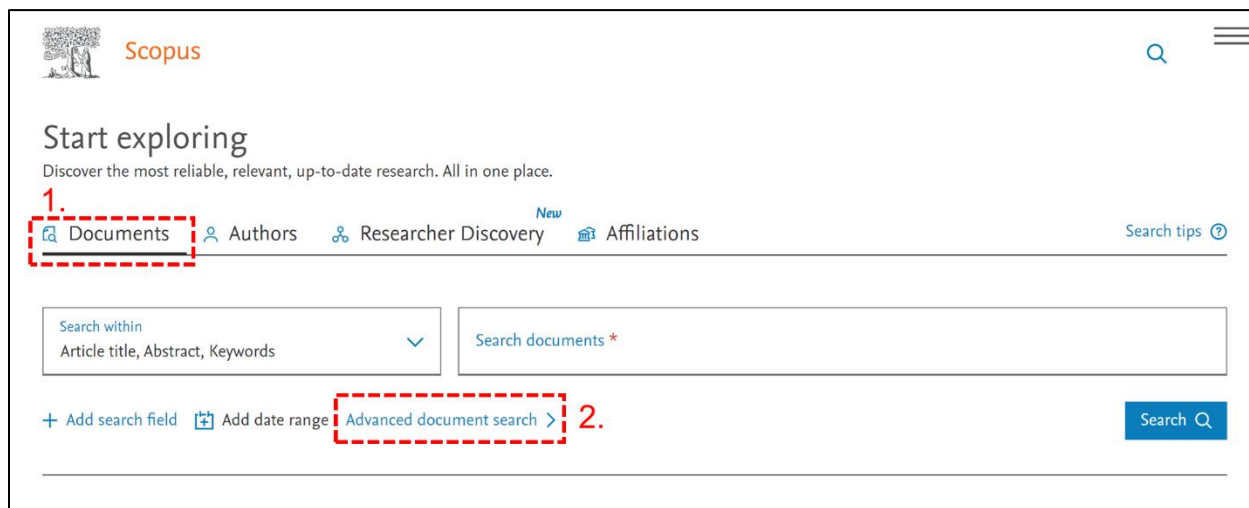 Scopus
Start exploring
Discover the most reliable, relevant, up-to-date research. All in one place.
1.
New
Documents Authors Researcher Discovery Affiliations Search tips
Search within
Article title, Abstract, Keywords
Search documents *
+ Add search field Add date range Advanced document search > 2. Search